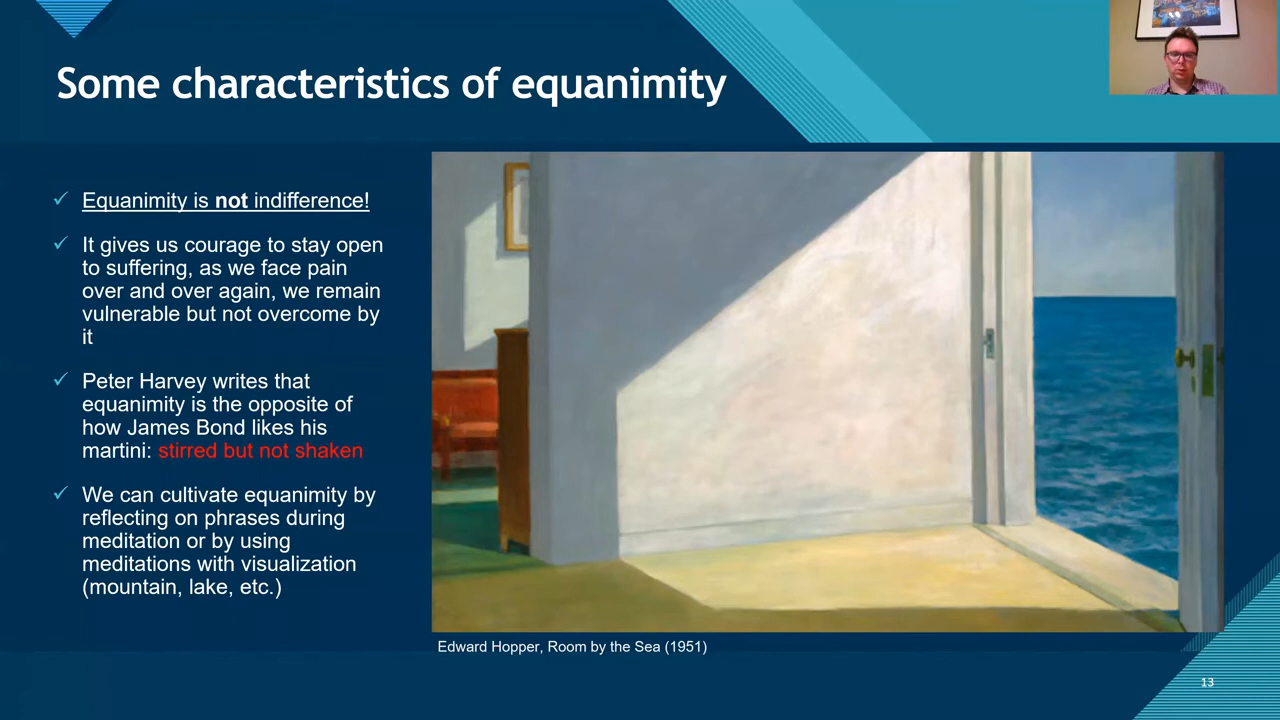 Some characteristics of equanimity
✓ Equanimity is not indifference!
✓ It gives us courage to stay open
to suffering, as we face pain
over and over again, we remain
vulnerable but not overcome by
it
✓ Peter Harvey writes that
equanimity is the opposite of
how James Bond likes his
martini: stirred but not shaken
✓ We can cultivate equanimity by
reflecting on phrases during
meditation or by using
meditations with visualization
(mountain, lake, etc.)
Edward Hopper, Room by the Sea (1951)
13